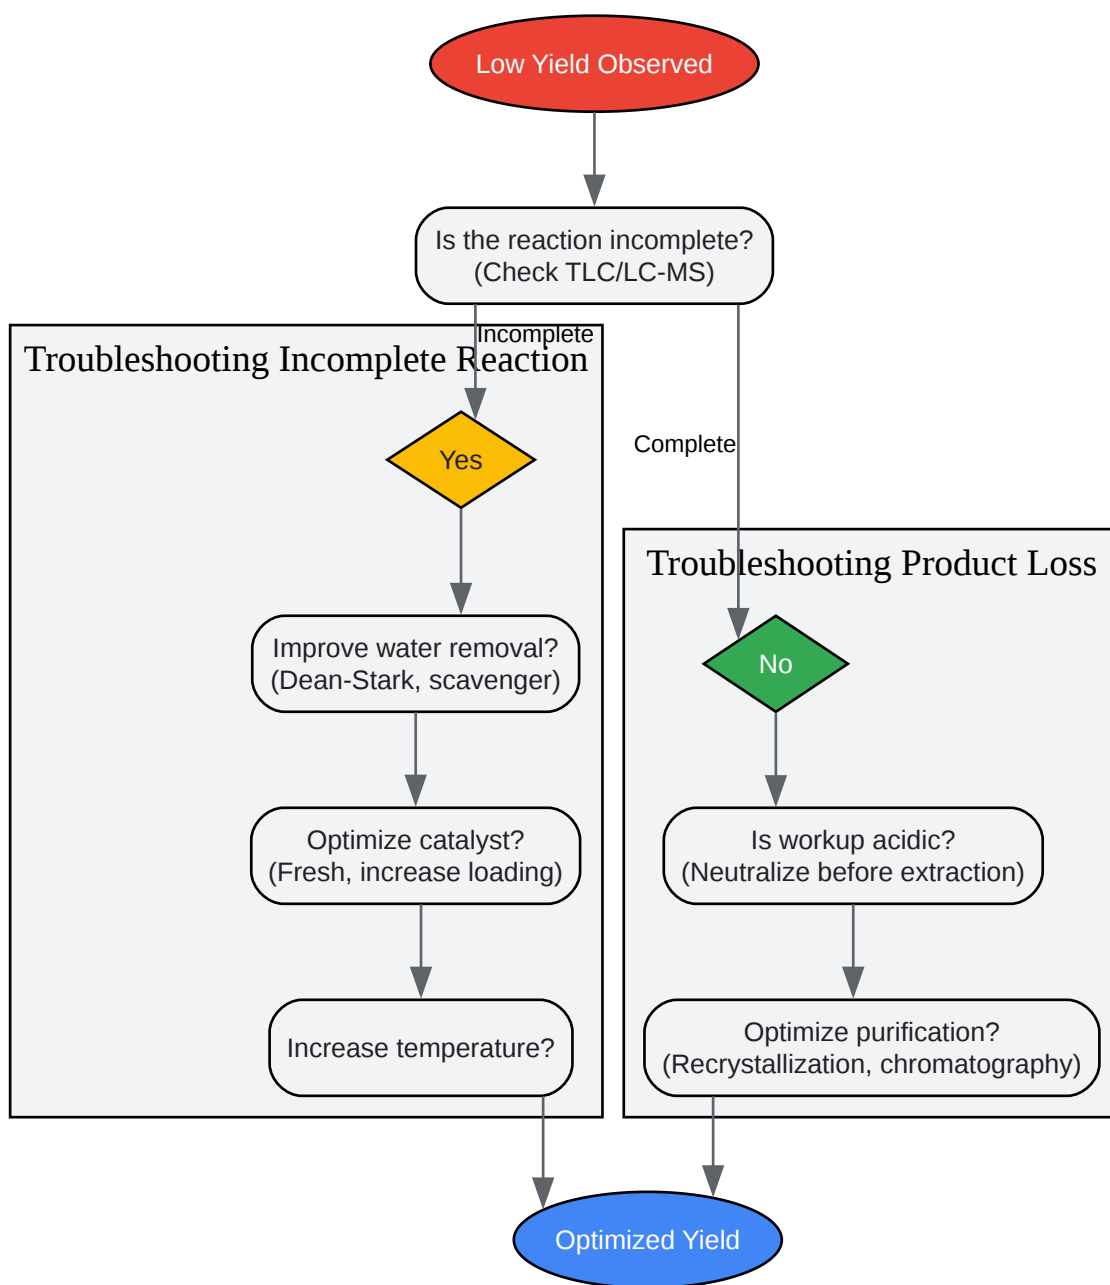 Low Yield Observed
Is the reaction incomplete?
(Check TLC/LC-MS)
Incomplete
Troubleshooting Incomplete Reaction
Yes
Complete
Troubleshooting Product Loss
Improve water removal?
(Dean-Stark, scavenger)
No
Optimize catalyst?
(Fresh, increase loading)
Is workup acidic?
(Neutralize before extraction)
Increase temperature?
Optimize purification?
(Recrystallization, chromatography)
Optimized Yield